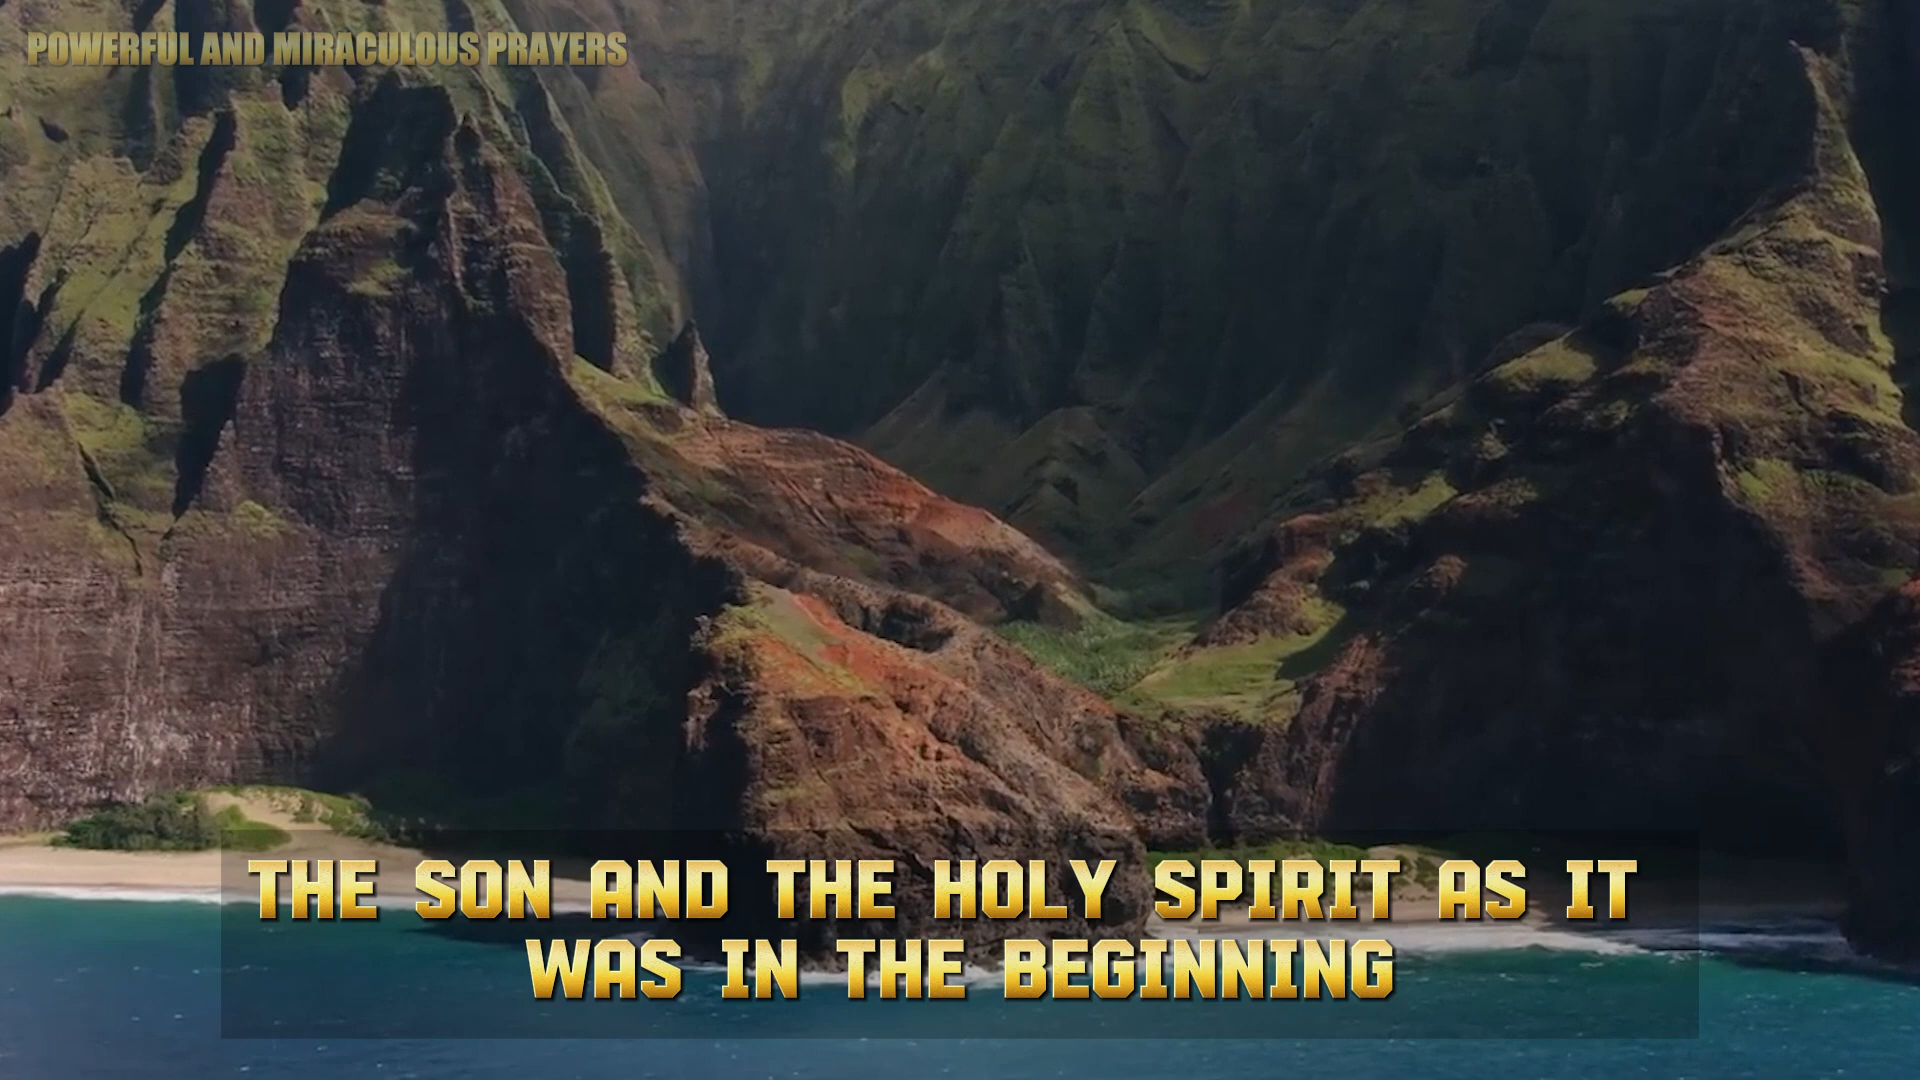 POWERFUL AND MIRACULOUS PRAYERS
THE SON AND THE HOLY SPIRIT AS IT
WAS IN THE BEGINNING